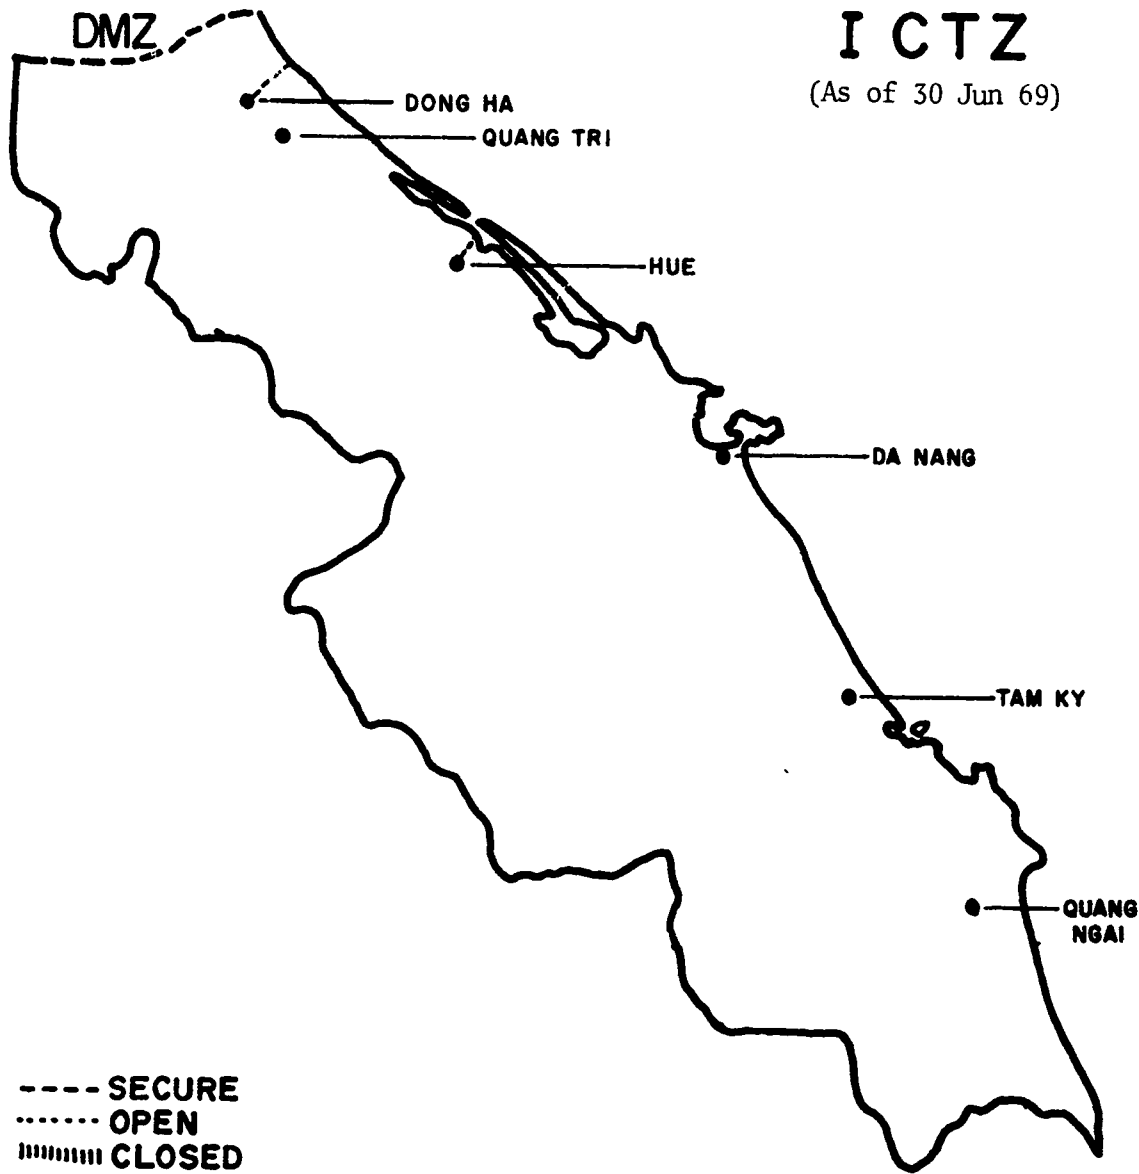 DMZ
I CTZ
(As of 30 Jun 69)
DONG HA
QUANG TRI
HUE
DA NANG
TAM KY
QUANG
NGAI
SECURE
OPEN
CLOSED